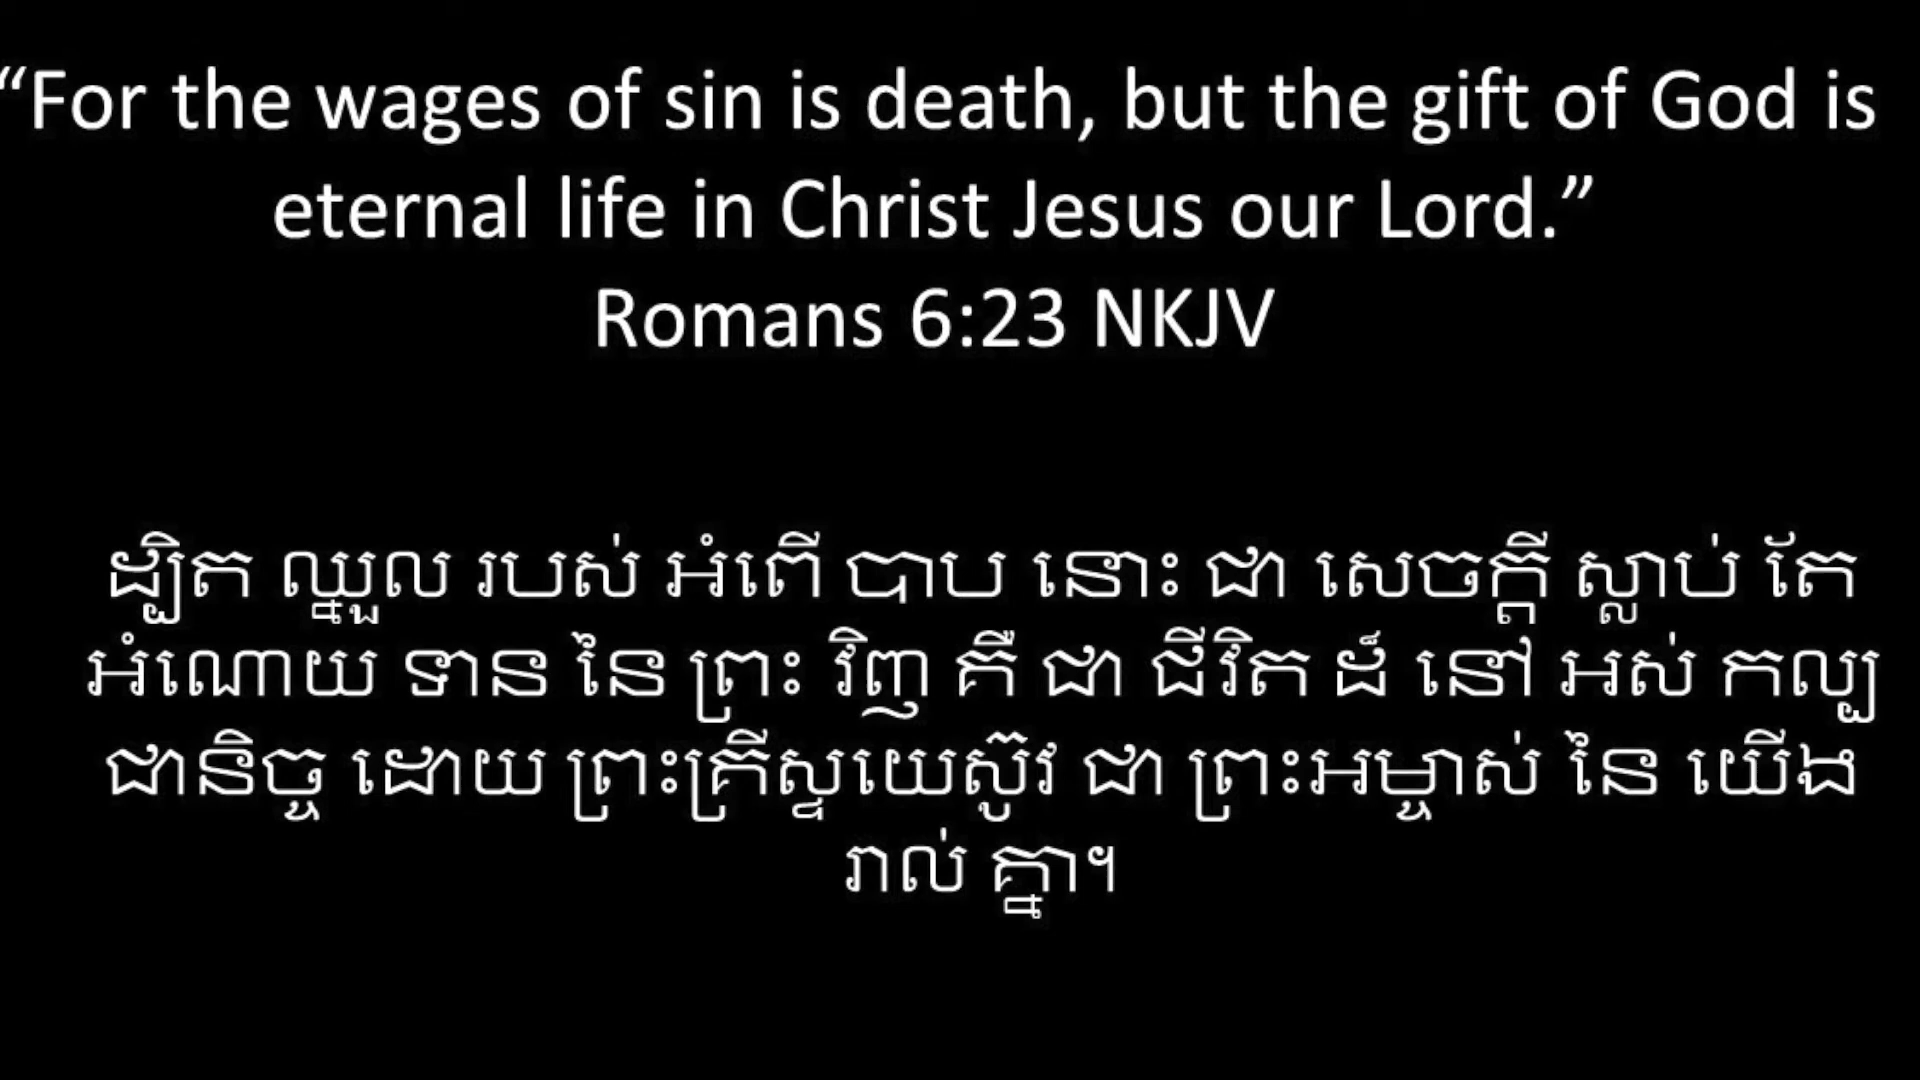 “For the wages of sin is death, but the gift of God is
eternal life in Christ Jesus our Lord.”
Romans 6:23 NKJV
ដ្បិត ឈ្នួល របស់ អំពើ បាប នោះ ជា សេចក្ដី ស្លាប់ តែ
អំណោយ ទាន នៃ ព្រះ វិញ គឺ ជា ជីវិត ដ៏ នៅ អស់ កល្ប
ជានិច្ច ដោយ ព្រះគ្រីស្ទយេស៊ូវ ជា ព្រះអម្ចាស់ នៃ យើង
រាល់ គ្នា។